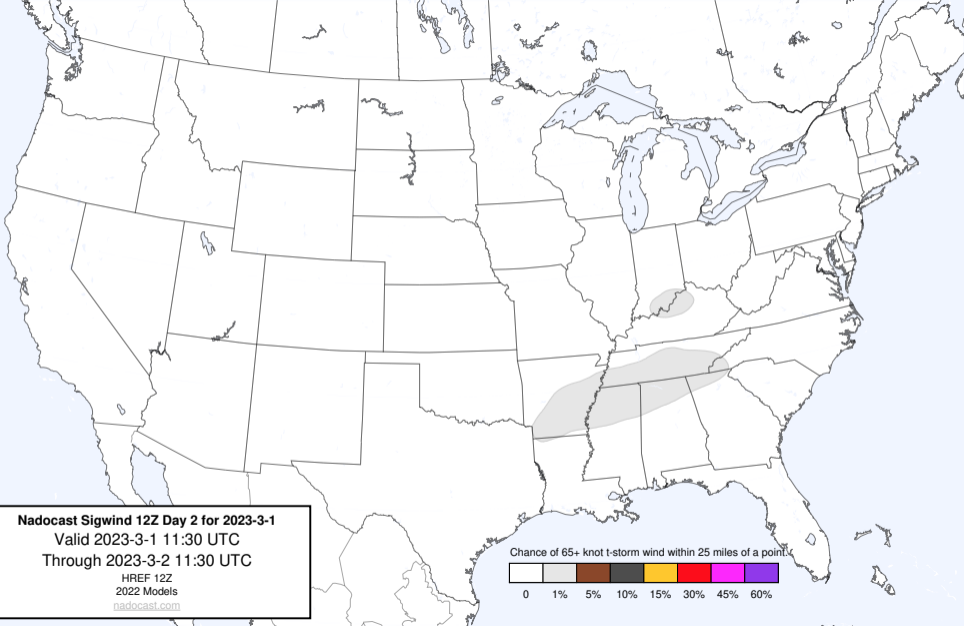 Nadocast Sigwind 12Z Day 2 for 2023-3-1
Valid 2023-3-1 11:30 UTC
Through 2023-3-2 11:30 UTC
HREF 12Z
2022 Models
nadocast.com
Chance of 65+ knot t-storm wind within 25 miles of a point.
0 1% 5% 10% 15% 30% 45% 60%